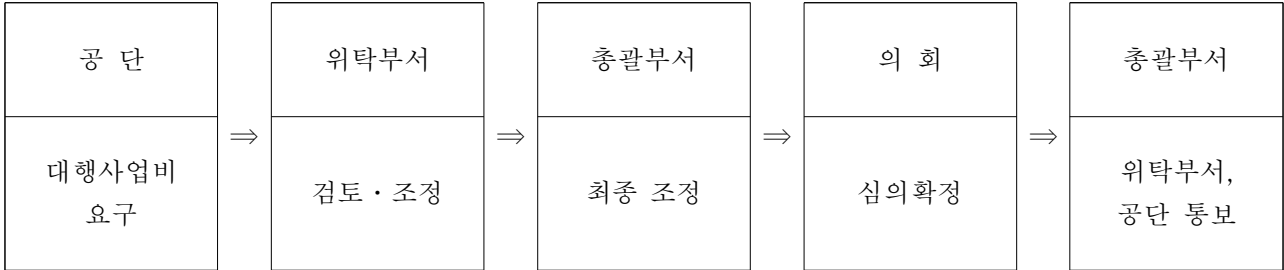 공 단
위탁부서
총괄부서
의 회
총괄부서
대행사업비
요구
⇒
검토・조정
⇒
최종 조정
⇒
심의확정
⇒
위탁부서,
공단 통보